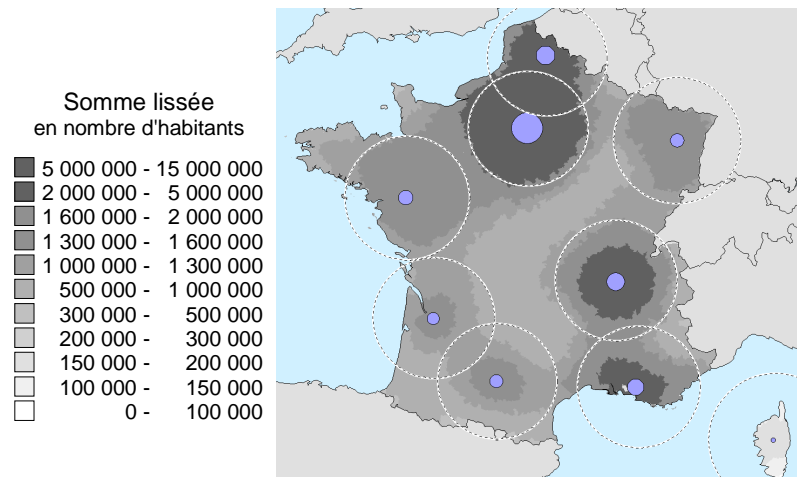 Somme lissée
en nombre d'habitants
5 000 000 - 15 000 000
2 000 000 - 5 000 000
1 600 000 - 2 000 000
1 300 000 - 1 600 000
1 000 000 - 1 300 000
500 000 - 1 000 000
300 000 - 500 000
200 000 - 300 000
150 000 - 200 000
100 000 - 150 000
0 - 100 000